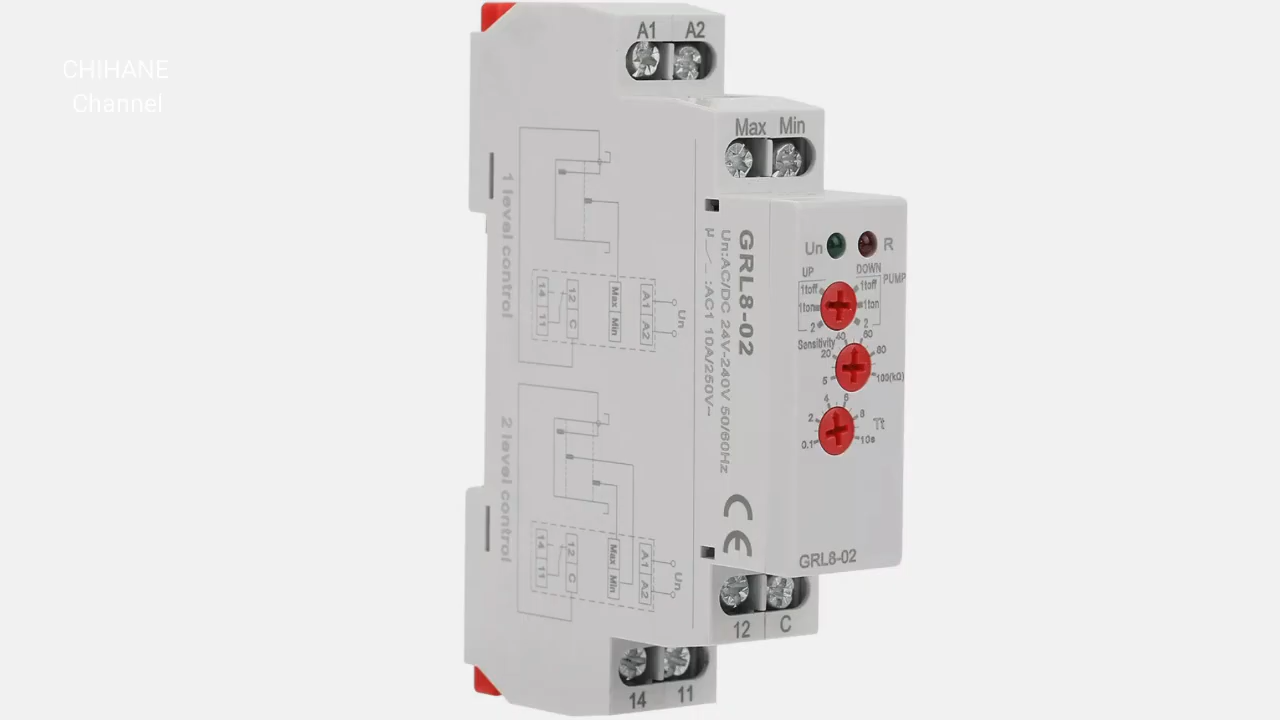 CHIHANE
Channel
A1 A2
Max Min
Un R
UP DOWN
PUMP
1toff 1toff
1ton 1ton
2 2
Sensitivity
5 20 40 60 80 100(kΩ)
0.1 2 4 6 8 10s
Tt
GRL8-02
12 C
14 11
GRL8-02
Un:AC/DC 24V-240V 50/60Hz
:AC1 10A/250V~
CE
1 level control
14 11
12 C
Max Min
A1 A2
Un
2 level control
14 11
12 C
Max Min
A1 A2
Un